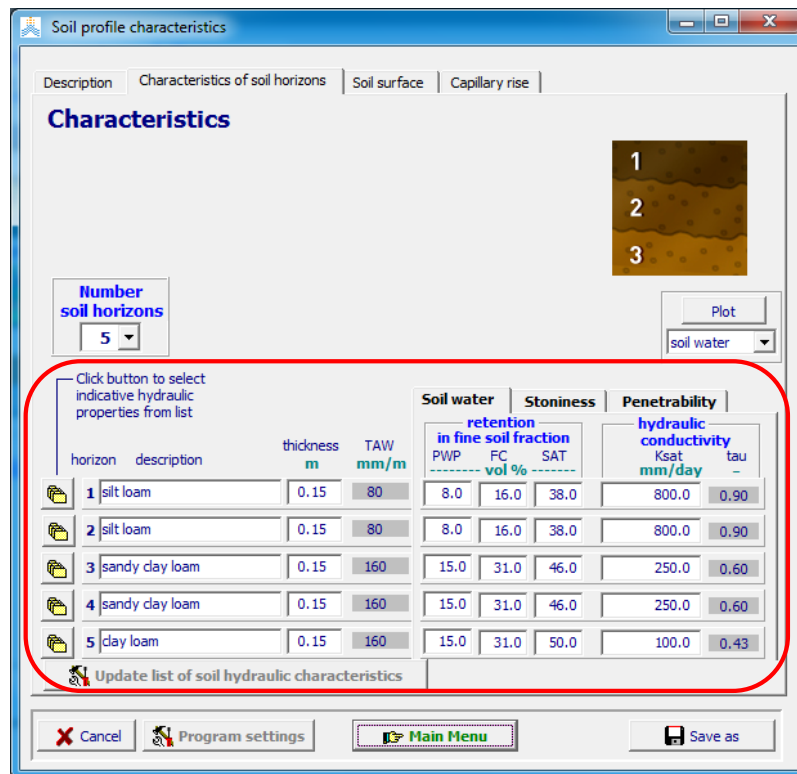 Soil profile characteristics
Description Characteristics of soil horizons Soil surface Capillary rise
Characteristics
1
2
3
Number
soil horizons
5
Plot
soil water
Click button to select
indicative hydraulic
properties from list
Soil water Stoniness Penetrability
retention
in fine soil fraction
hydraulic
conductivity
horizon description thickness TAW PWP FC SAT Ksat tau
m mm/m -------- vol % ------- mm/day –
1 silt loam 0.15 80 8.0 16.0 38.0 800.0 0.90
2 silt loam 0.15 80 8.0 16.0 38.0 800.0 0.90
3 sandy clay loam 0.15 160 15.0 31.0 46.0 250.0 0.60
4 sandy clay loam 0.15 160 15.0 31.0 46.0 250.0 0.60
5 clay loam 0.15 160 15.0 31.0 50.0 100.0 0.43
Update list of soil hydraulic characteristics
Cancel Program settings Main Menu Save as